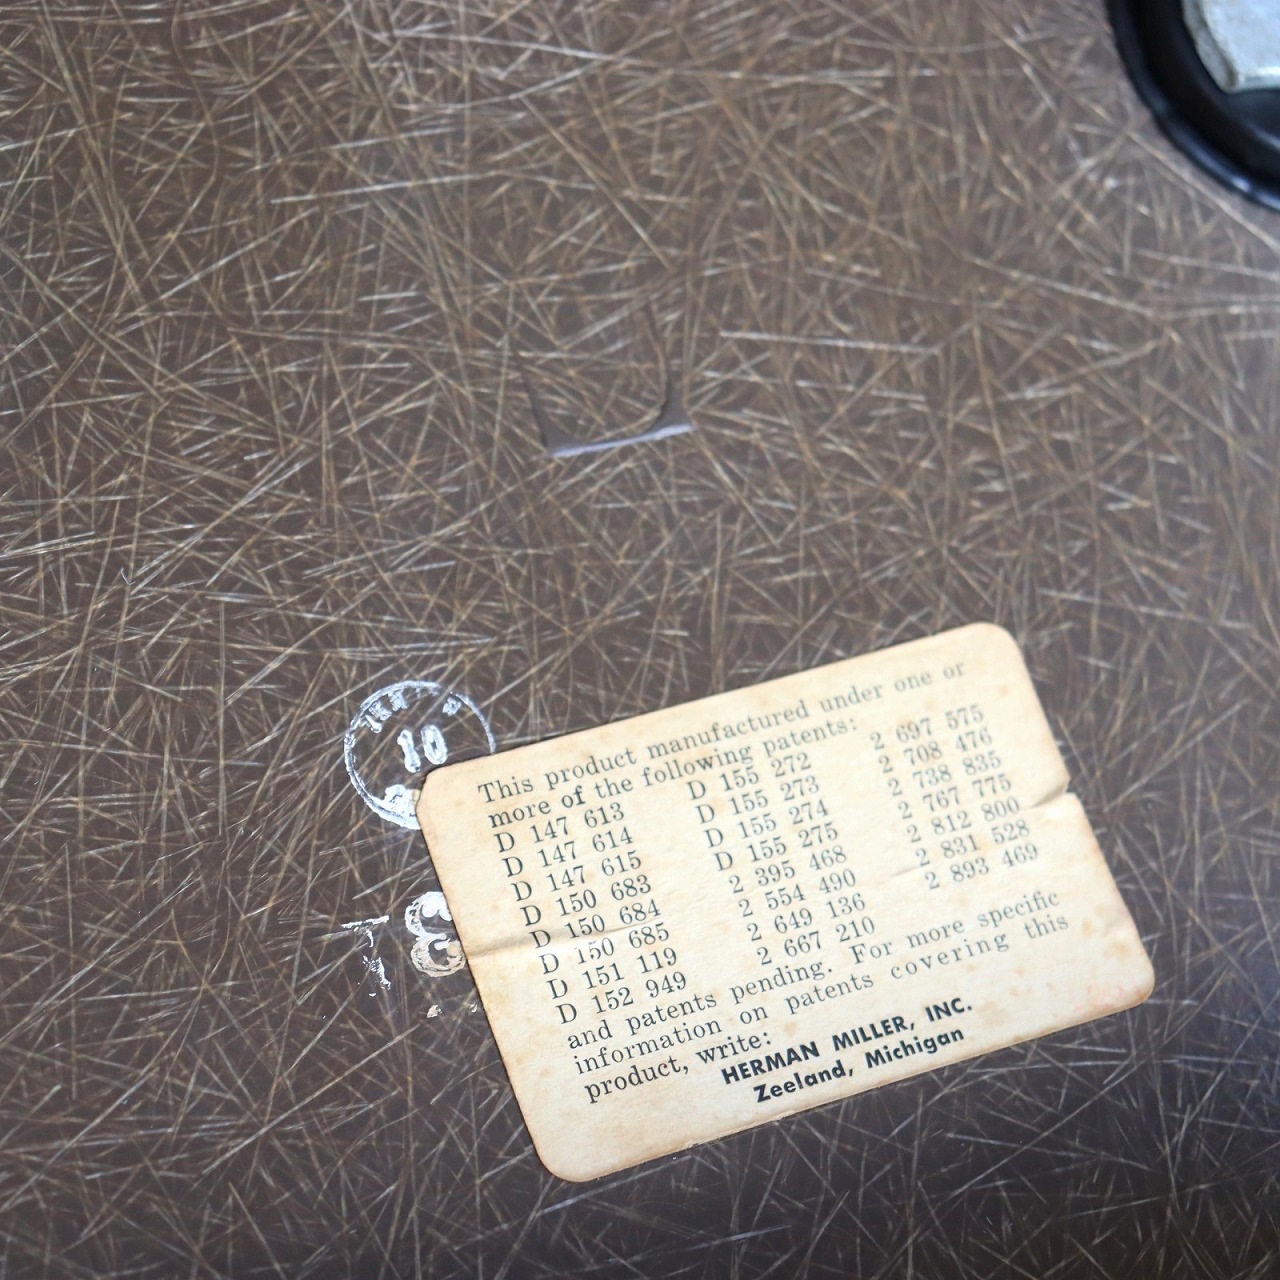 10
This product manufactured under one or
more of the following patents:
D 147 613 D 155 272 2 697 575
D 147 614 D 155 273 2 708 476
D 147 615 D 155 274 2 738 835
D 150 683 D 155 275 2 767 775
D 150 684 2 395 468 2 812 800
D 150 685 2 554 490 2 831 528
D 151 119 2 649 136 2 893 469
D 152 949 2 667 210
and patents pending. For more specific
information on patents covering this
product, write:
HERMAN MILLER, INC.
Zeeland, Michigan